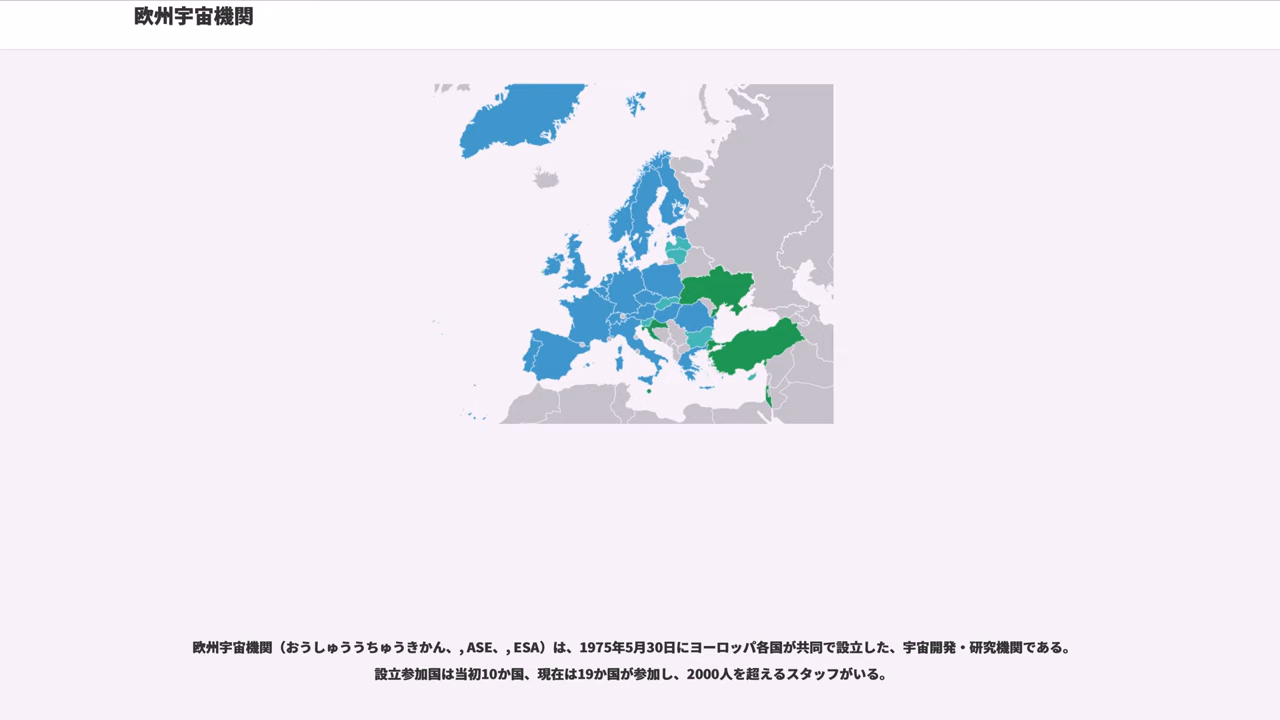 欧州宇宙機関
欧州宇宙機関（おうしゅううちゅうきかん、, ASE、, ESA）は、1975年5月30日にヨーロッパ各国が共同で設立した、宇宙開発・研究機関である。
設立参加国は当初10か国、現在は19か国が参加し、2000人を超えるスタッフがいる。